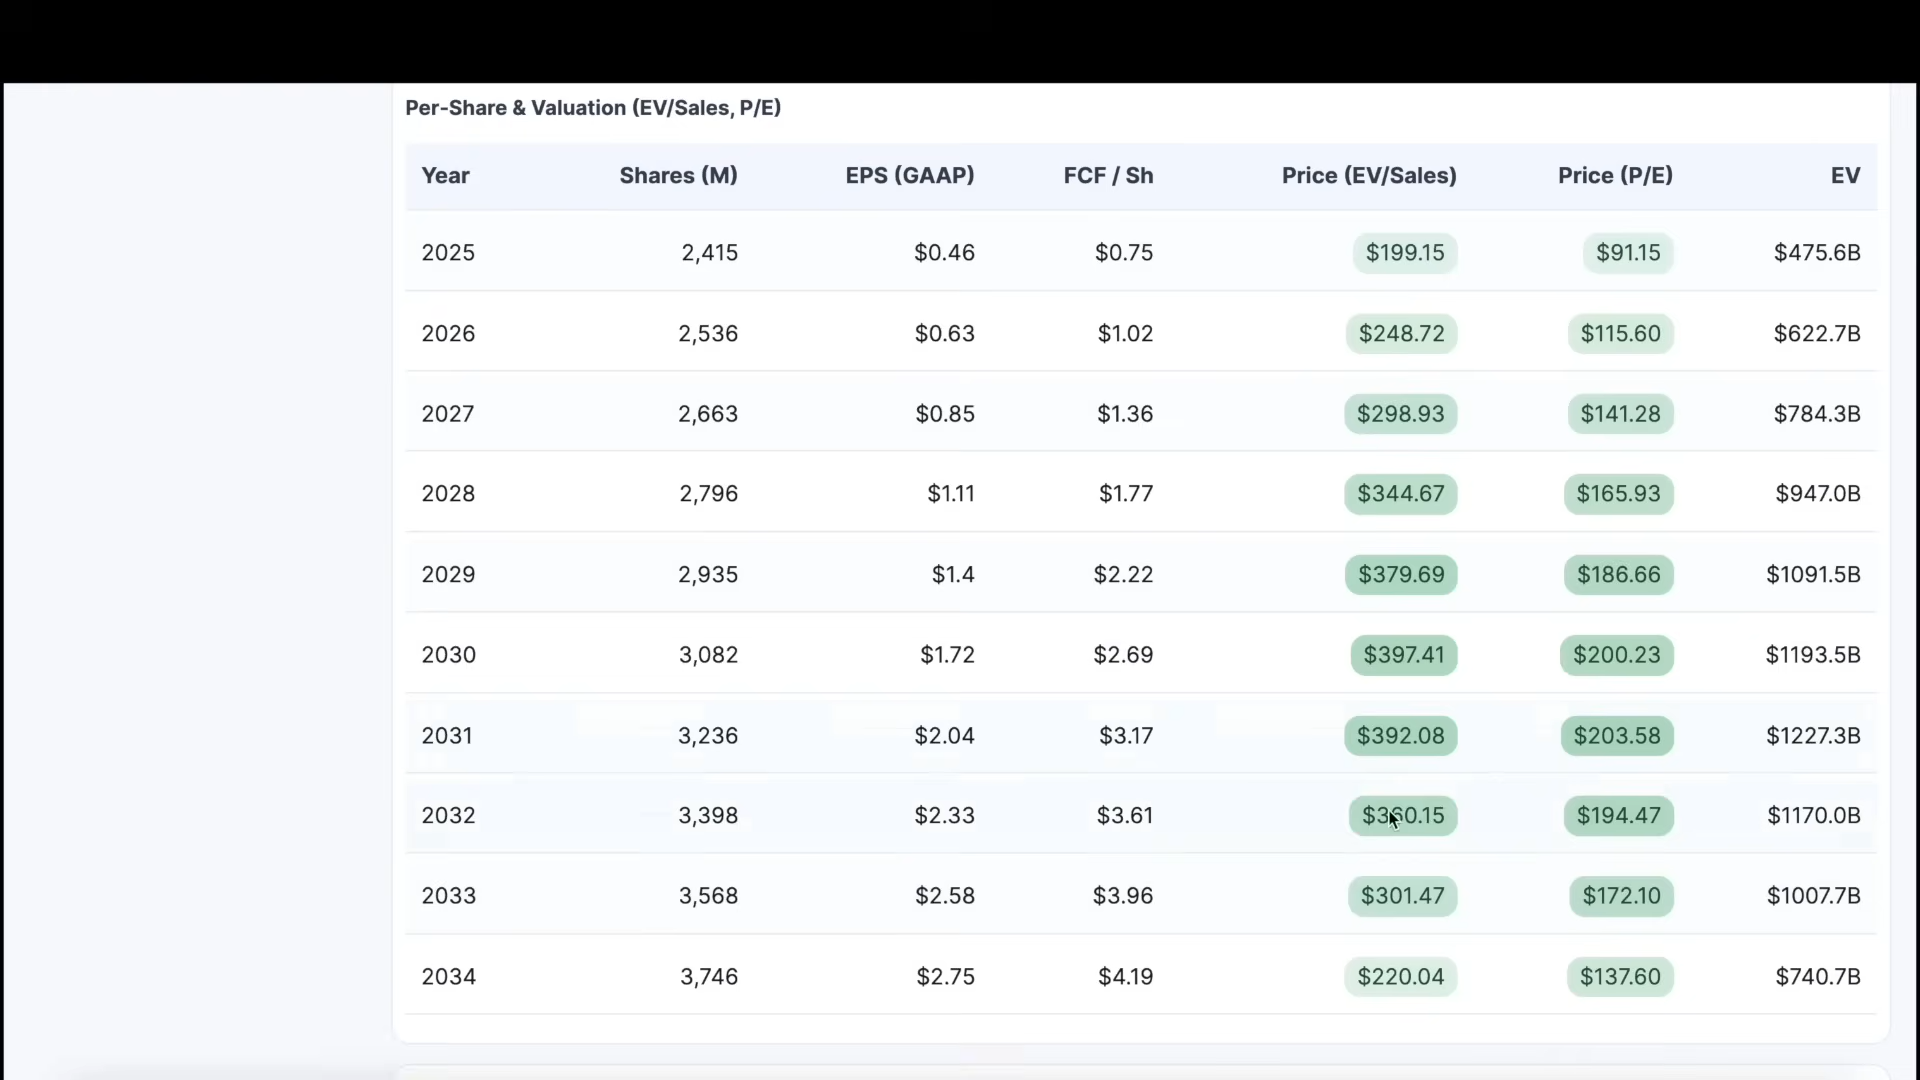 Per-Share & Valuation (EV/Sales, P/E)
Year Shares (M) EPS (GAAP) FCF / Sh Price (EV/Sales) Price (P/E) EV
2025 2,415 $0.46 $0.75 $199.15 $91.15 $475.6B
2026 2,536 $0.63 $1.02 $248.72 $115.60 $622.7B
2027 2,663 $0.85 $1.36 $298.93 $141.28 $784.3B
2028 2,796 $1.11 $1.77 $344.67 $165.93 $947.0B
2029 2,935 $1.4 $2.22 $379.69 $186.66 $1091.5B
2030 3,082 $1.72 $2.69 $397.41 $200.23 $1193.5B
2031 3,236 $2.04 $3.17 $392.08 $203.58 $1227.3B
2032 3,398 $2.33 $3.61 $360.15 $194.47 $1170.0B
2033 3,568 $2.58 $3.96 $301.47 $172.10 $1007.7B
2034 3,746 $2.75 $4.19 $220.04 $137.60 $740.7B